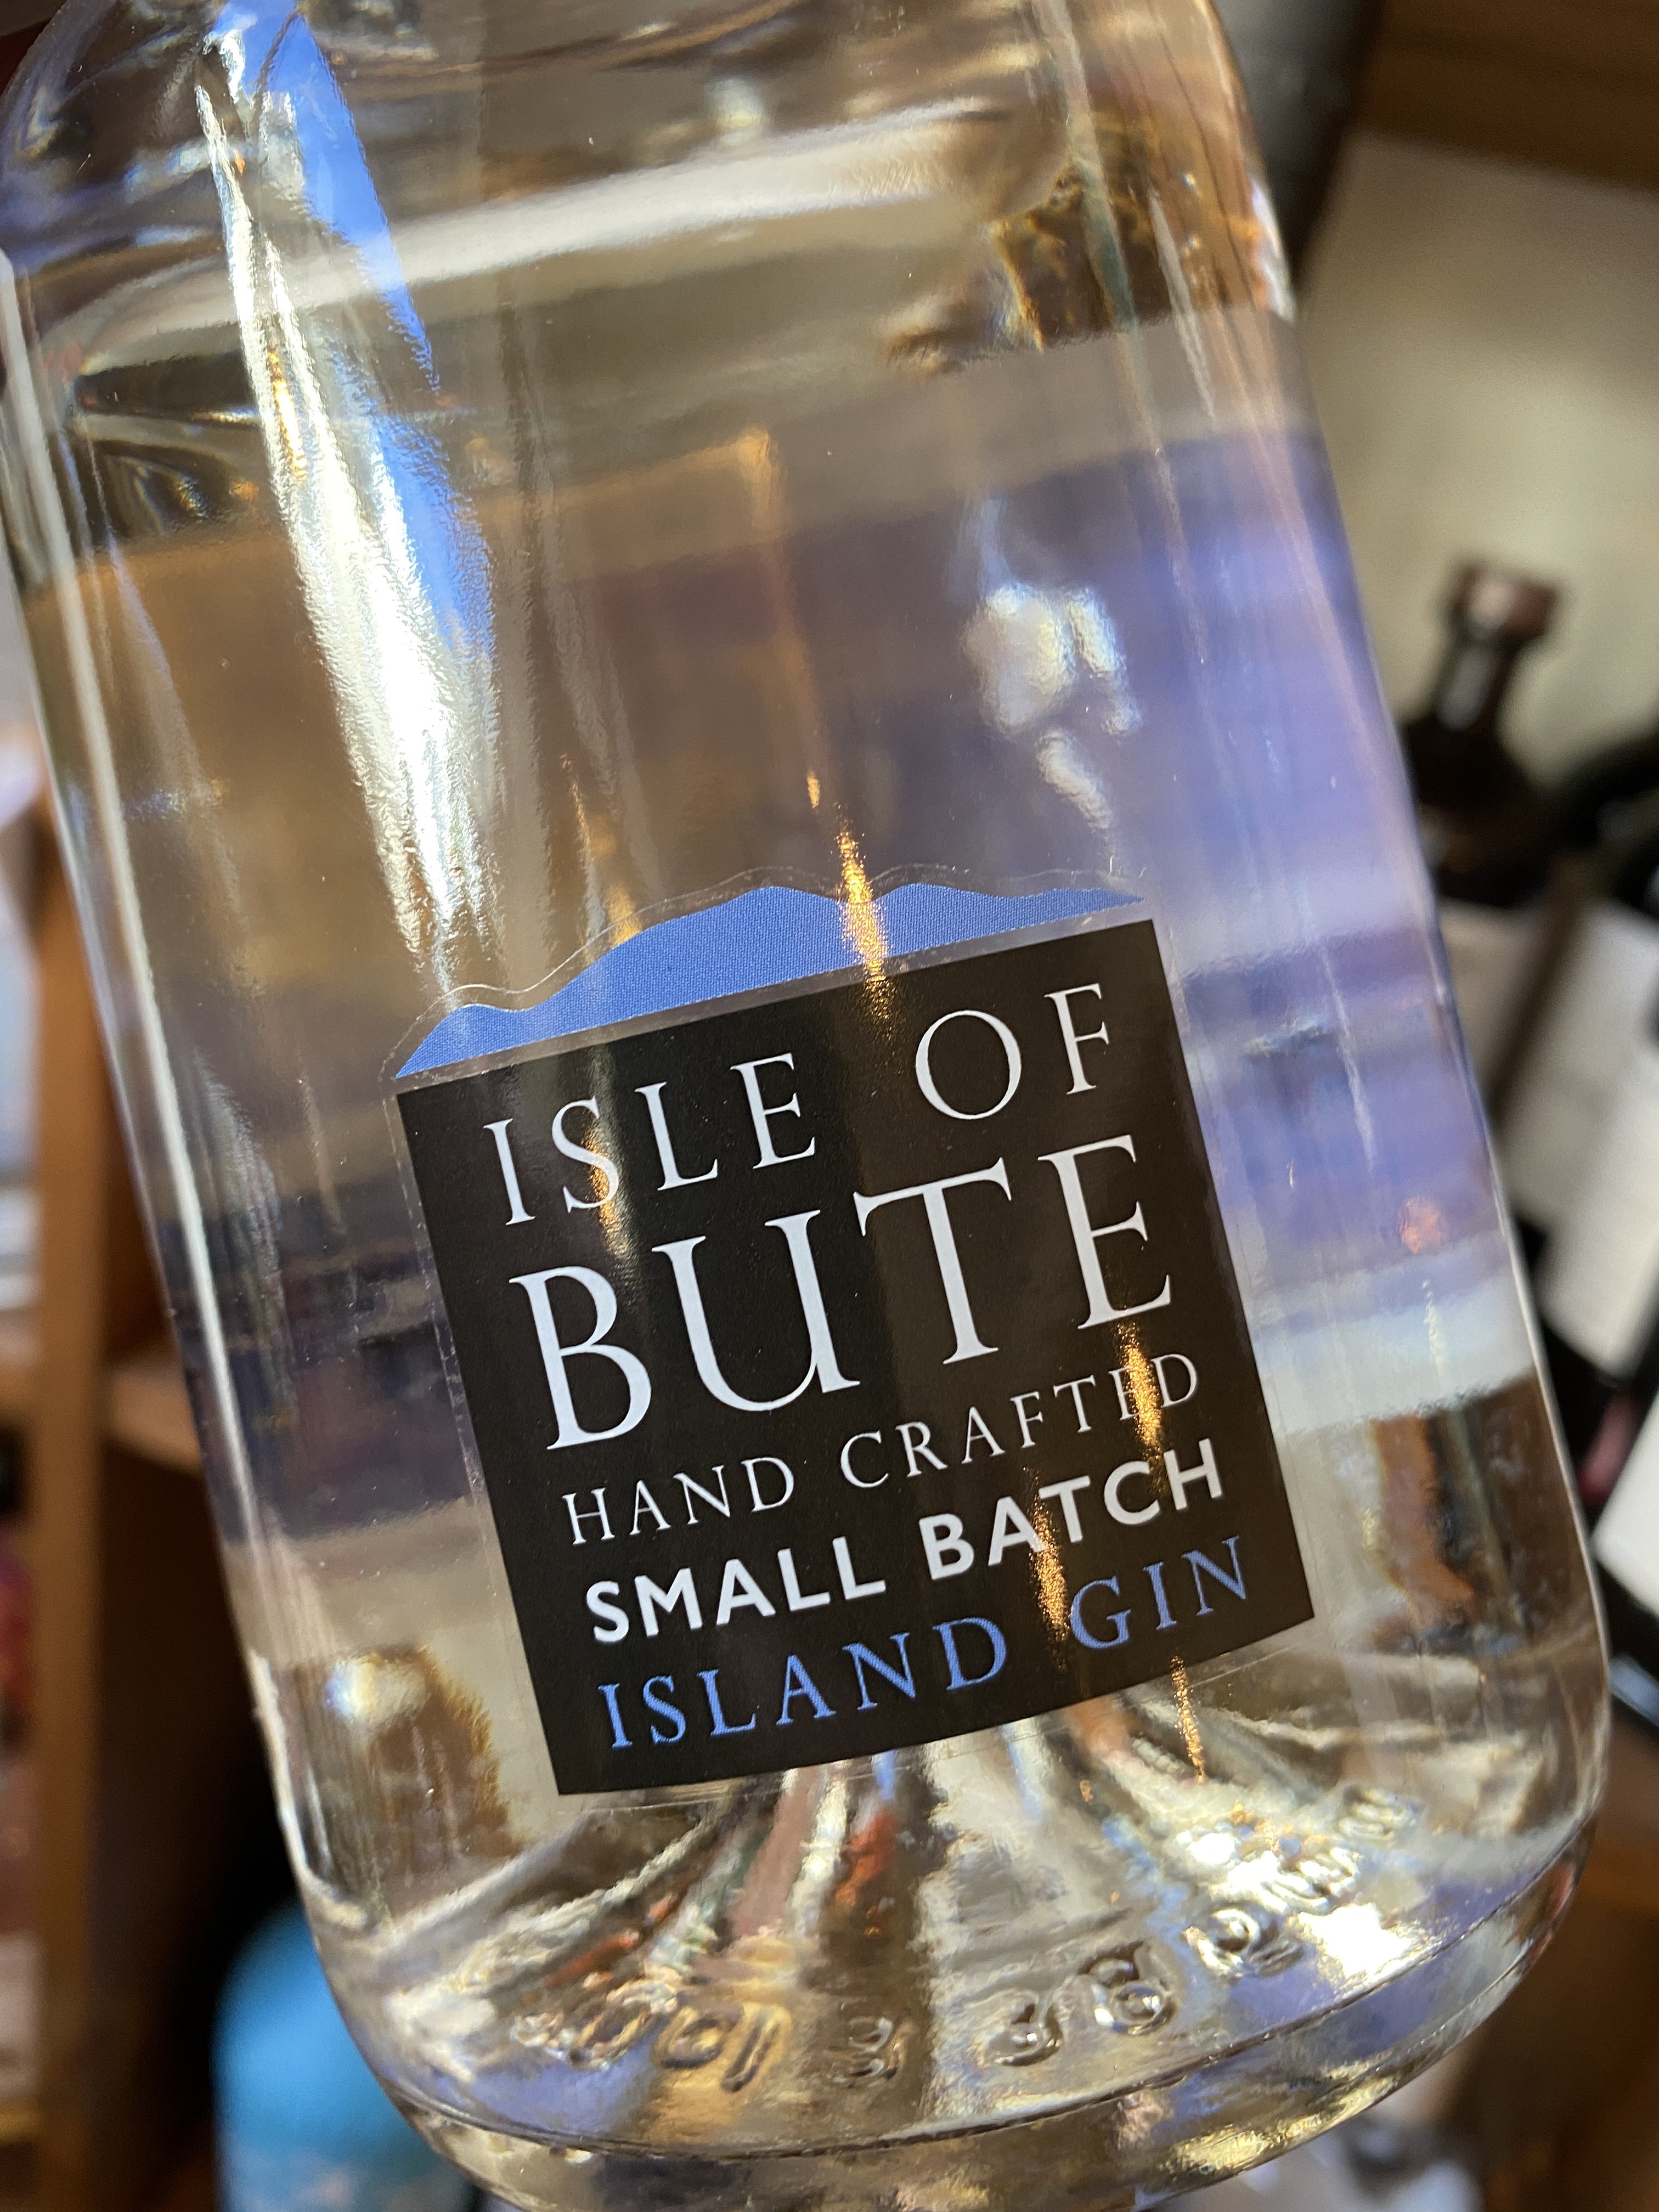 ISLE OF
BUTE
HAND CRAFTED
SMALL BATCH
ISLAND GIN